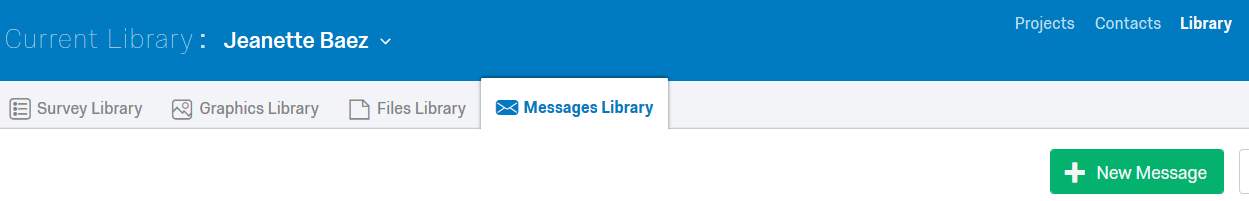 Projects Contacts Library
Current Library : Jeanette Baez
Survey Library Graphics Library Files Library Messages Library
New Message